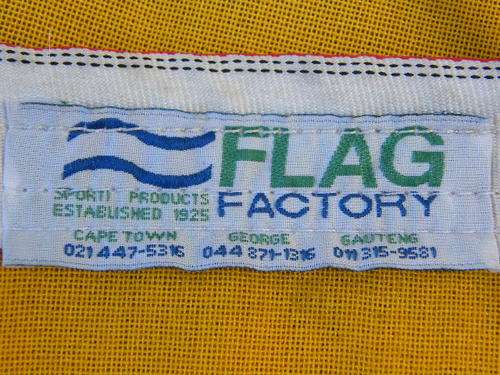 FLAG
FACTORY
SPORTI PRODUCTS
ESTABLISHED 1925
CAPE TOWN GEORGE GAUTENG
021 447-5316 044 871-1316 011 315-9581